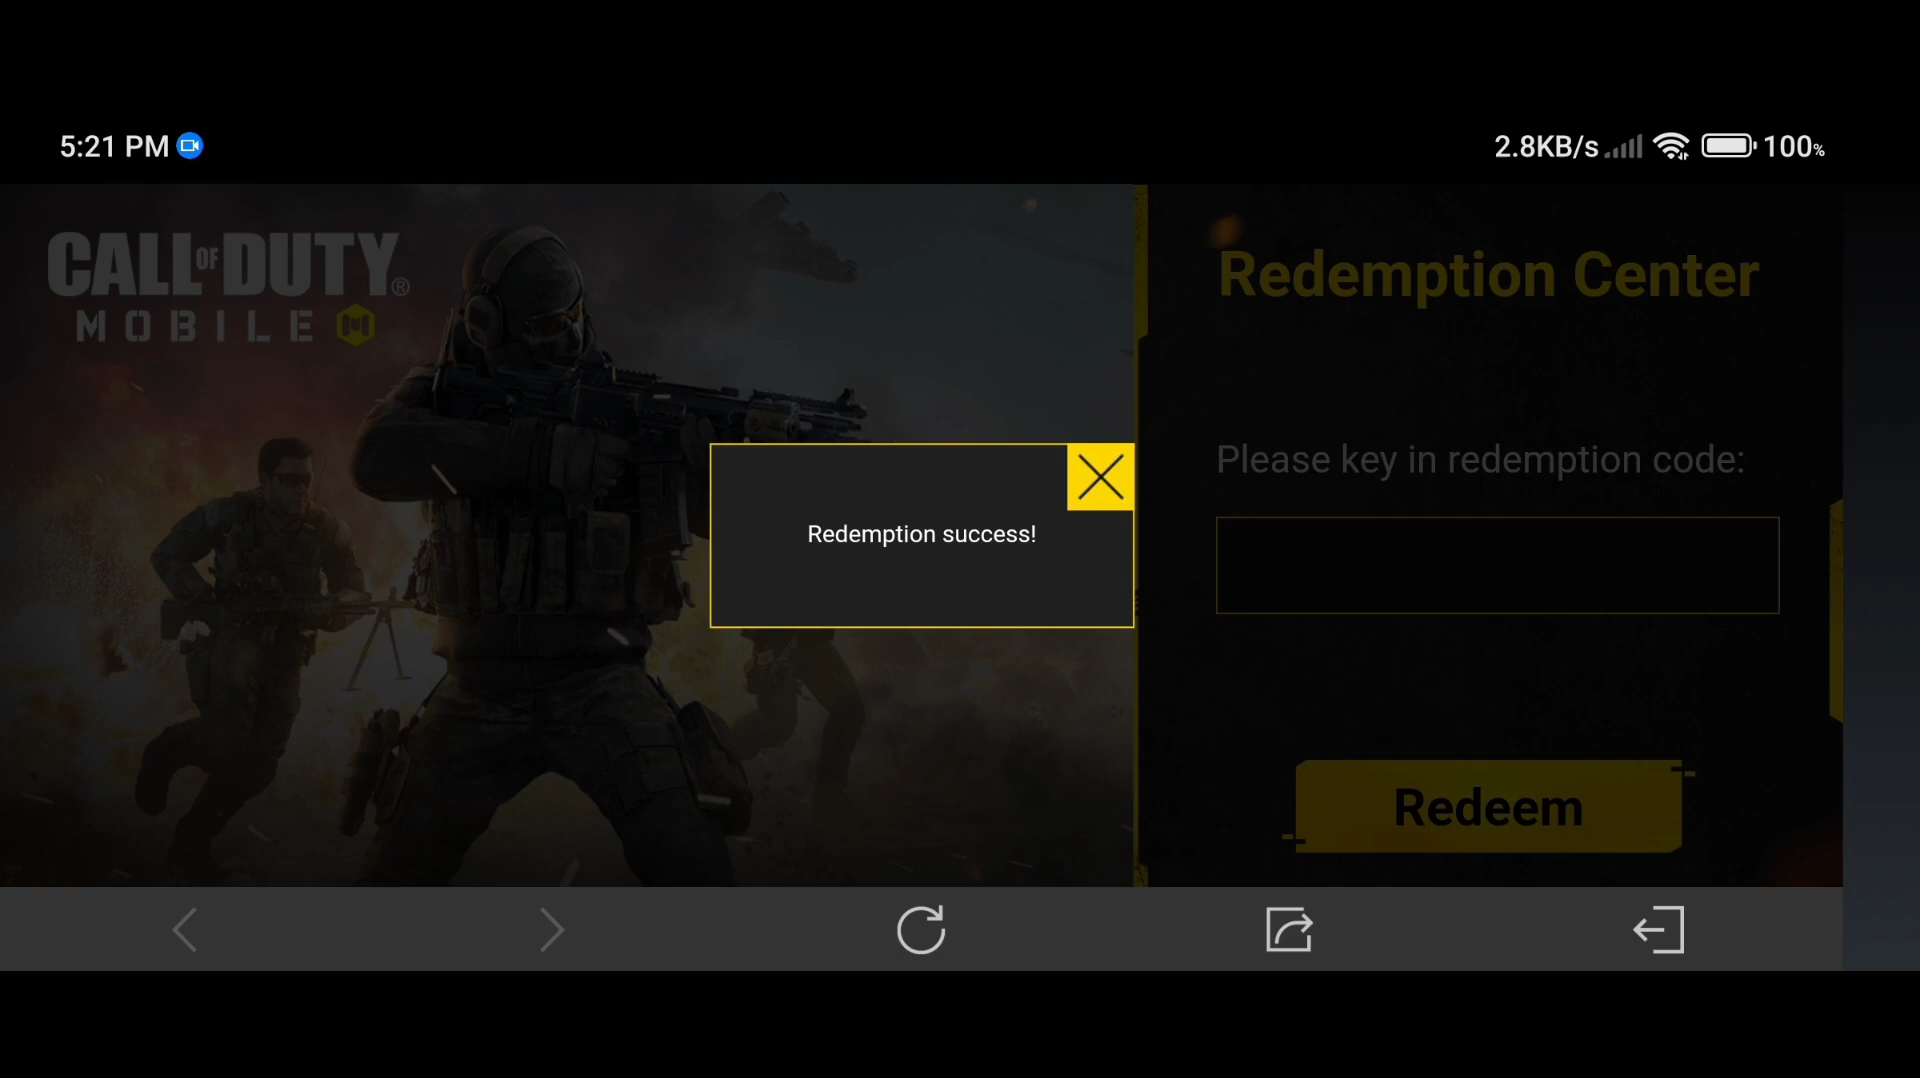 5:21 PM
2.8KB/s 100%
CALL OF DUTY®
MOBILE
Redemption Center
Please key in redemption code:
Redemption success!
Redeem